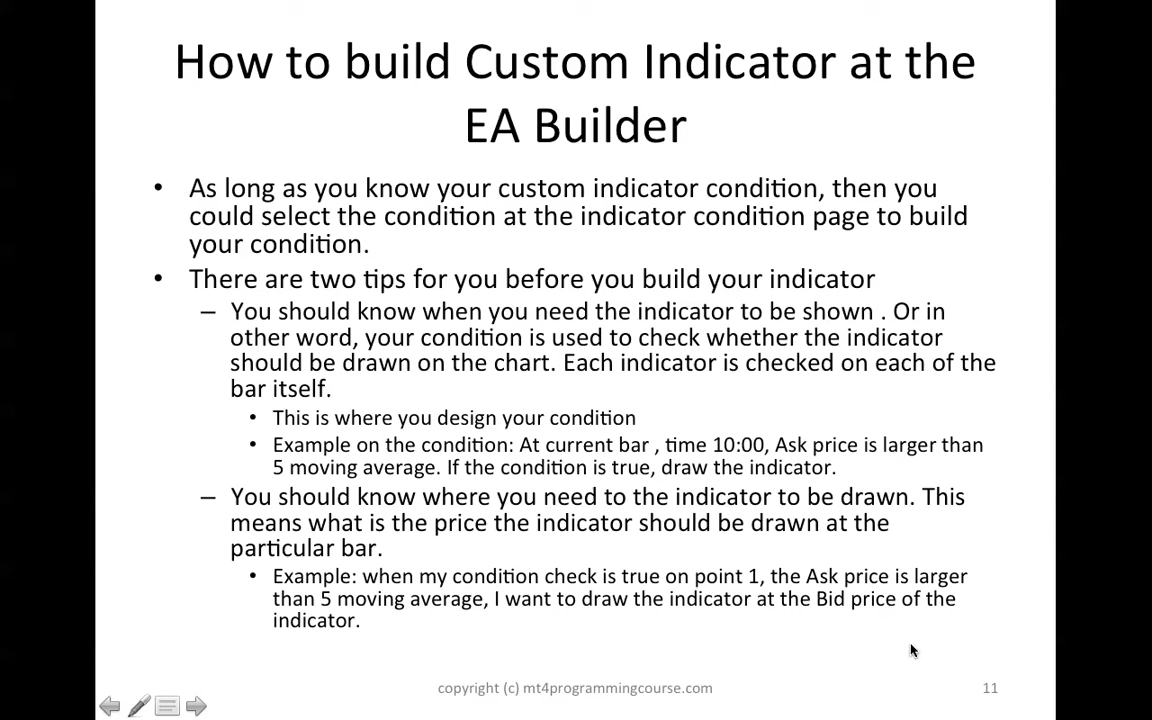 How to build Custom Indicator at the
EA Builder
• As long as you know your custom indicator condition, then you
could select the condition at the indicator condition page to build
your condition.
• There are two tips for you before you build your indicator
– You should know when you need the indicator to be shown . Or in
other word, your condition is used to check whether the indicator
should be drawn on the chart. Each indicator is checked on each of the
bar itself.
• This is where you design your condition
• Example on the condition: At current bar , time 10:00, Ask price is larger than
5 moving average. If the condition is true, draw the indicator.
– You should know where you need to the indicator to be drawn. This
means what is the price the indicator should be drawn at the
particular bar.
• Example: when my condition check is true on point 1, the Ask price is larger
than 5 moving average, I want to draw the indicator at the Bid price of the
indicator.
copyright (c) mt4programmingcourse.com
11